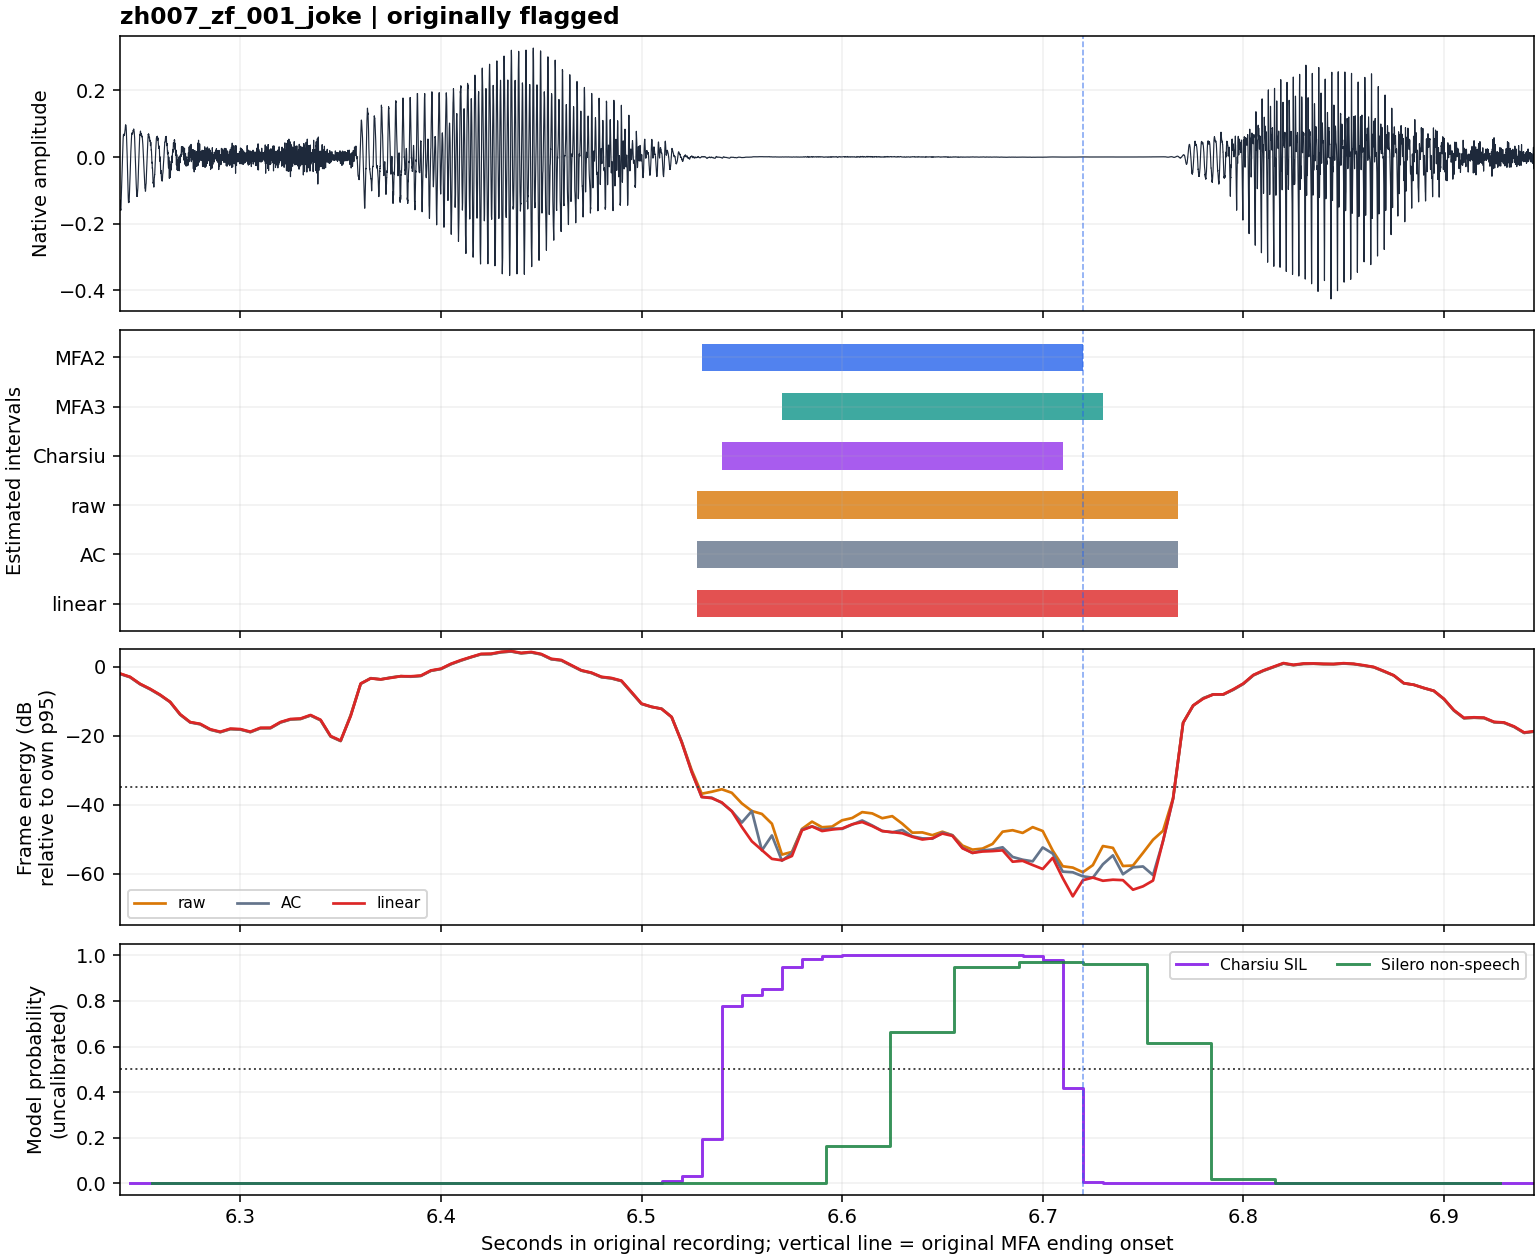 zh007_zf_001_joke | originally flagged
Native amplitude
0.2
0.0
−0.2
−0.4
Estimated intervals
MFA2
MFA3
Charsiu
raw
AC
linear
Frame energy (dB
relative to own p95)
0
−20
−40
−60
raw AC linear
Model probability
(uncalibrated)
1.0
0.8
0.6
0.4
0.2
0.0
Charsiu SIL Silero non-speech
6.3 6.4 6.5 6.6 6.7 6.8 6.9
Seconds in original recording; vertical line = original MFA ending onset